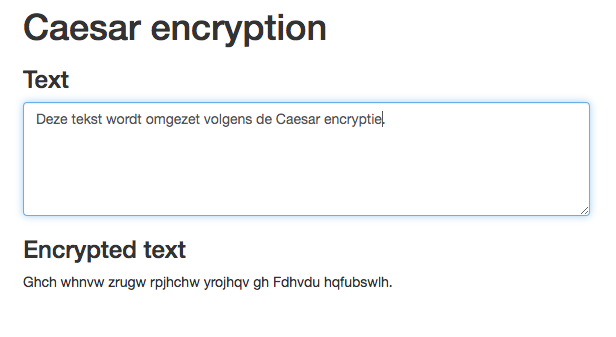 Caesar encryption
Text
Deze tekst wordt omgezet volgens de Caesar encryptie.
Encrypted text
Ghch whnvw zrugw rpjhchw yrojhqv gh Fdhvdu hqfubswlh.